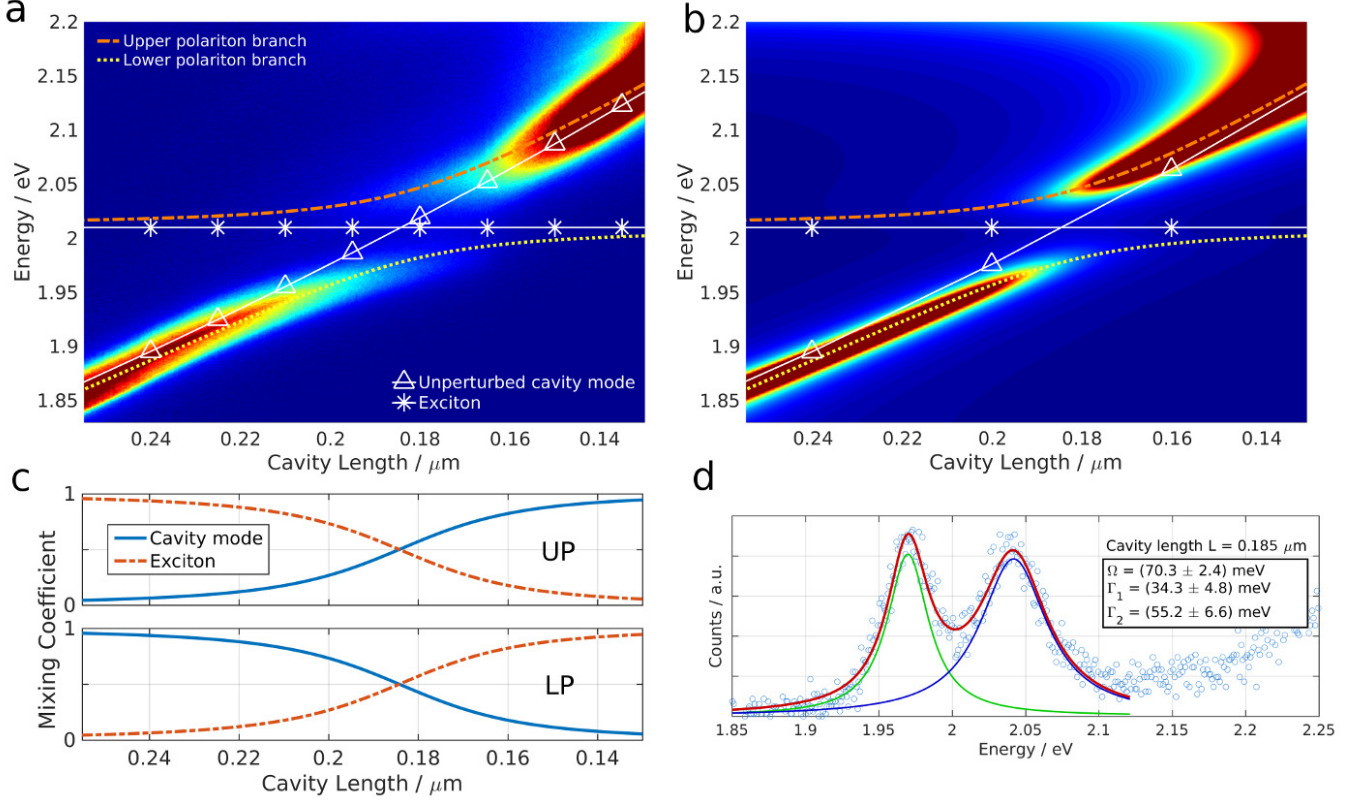 a
2.2
2.15
2.1
2.05
2
1.95
1.9
1.85
Energy / eV
Upper polariton branch
Lower polariton branch
Unperturbed cavity mode
Exciton
0.24 0.22 0.2 0.18 0.16 0.14
Cavity Length / μm
b
2.2
2.15
2.1
2.05
2
1.95
1.9
1.85
Energy / eV
0.24 0.22 0.2 0.18 0.16 0.14
Cavity Length / μm
c
Mixing Coefficient
1
0
Cavity mode
Exciton
UP
1
0
LP
0.24 0.22 0.2 0.18 0.16 0.14
Cavity Length / μm
d
Counts / a.u.
Cavity length L = 0.185 μm
Ω = (70.3 ± 2.4) meV
Γ1 = (34.3 ± 4.8) meV
Γ2 = (55.2 ± 6.6) meV
1.85 1.9 1.95 2 2.05 2.1 2.15 2.2 2.25
Energy / eV